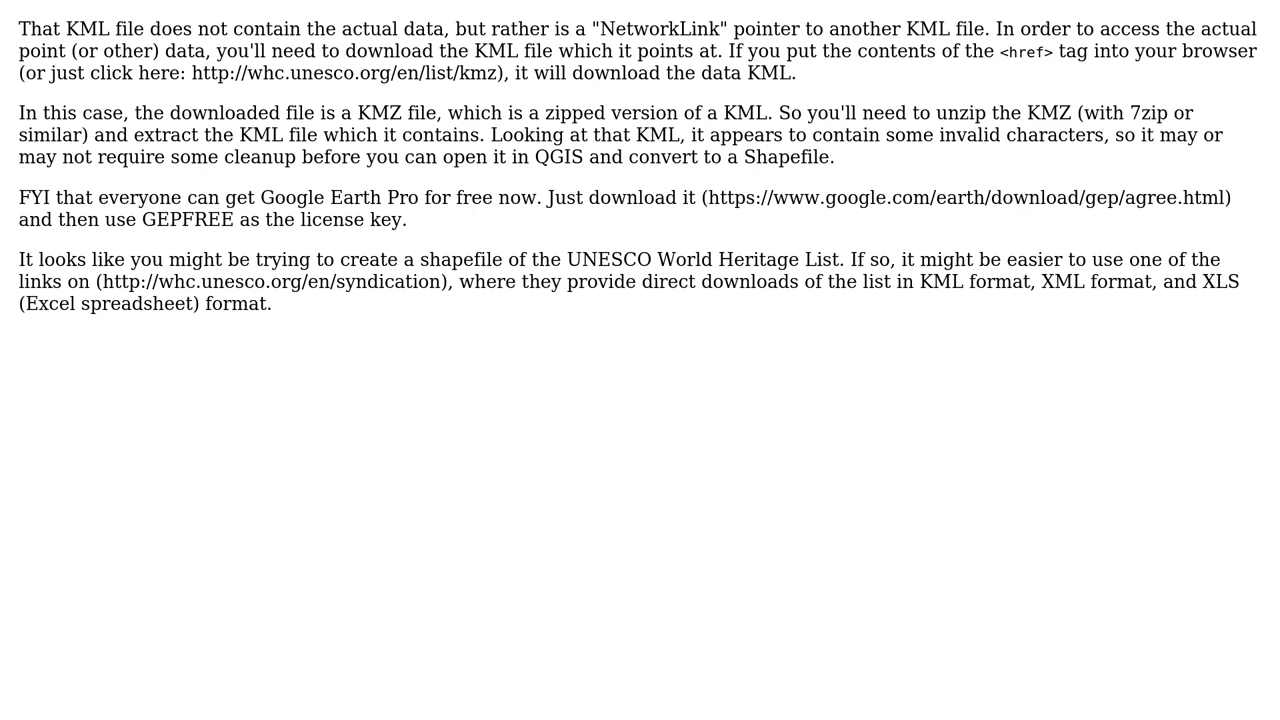 That KML file does not contain the actual data, but rather is a "NetworkLink" pointer to another KML file. In order to access the actual
point (or other) data, you'll need to download the KML file which it points at. If you put the contents of the <href> tag into your browser
(or just click here: http://whc.unesco.org/en/list/kmz), it will download the data KML.
In this case, the downloaded file is a KMZ file, which is a zipped version of a KML. So you'll need to unzip the KMZ (with 7zip or
similar) and extract the KML file which it contains. Looking at that KML, it appears to contain some invalid characters, so it may or
may not require some cleanup before you can open it in QGIS and convert to a Shapefile.
FYI that everyone can get Google Earth Pro for free now. Just download it (https://www.google.com/earth/download/gep/agree.html)
and then use GEPFREE as the license key.
It looks like you might be trying to create a shapefile of the UNESCO World Heritage List. If so, it might be easier to use one of the
links on (http://whc.unesco.org/en/syndication), where they provide direct downloads of the list in KML format, XML format, and XLS
(Excel spreadsheet) format.